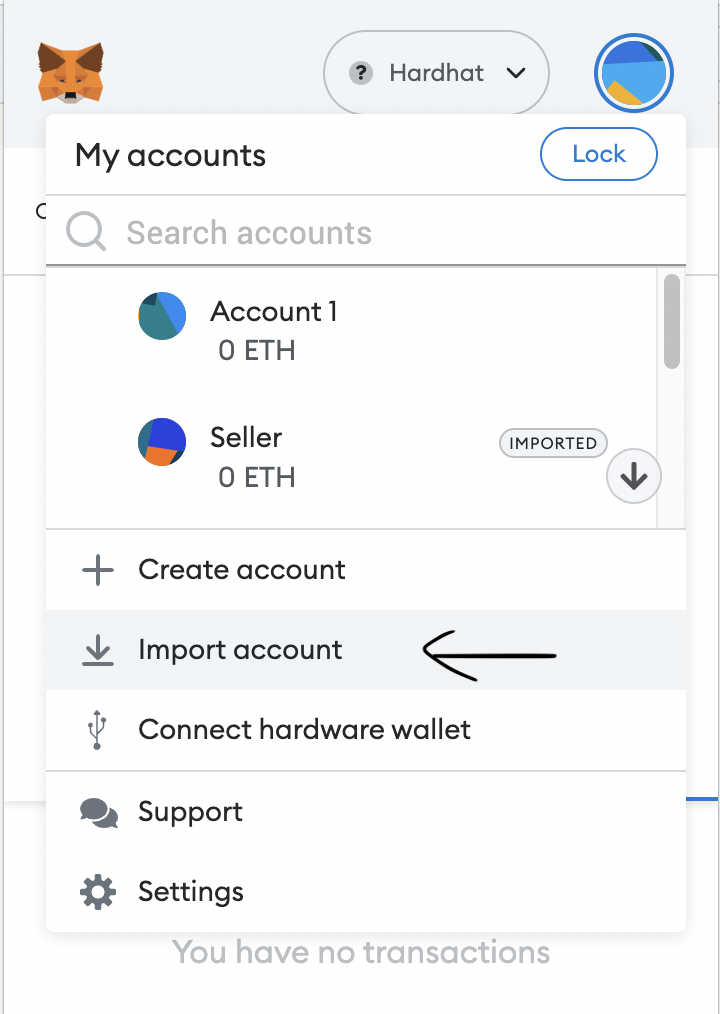 ? Hardhat
My accounts
Lock
Search accounts
Account 1
0 ETH
Seller
IMPORTED
0 ETH
Create account
Import account
Connect hardware wallet
Support
Settings
You have no transactions